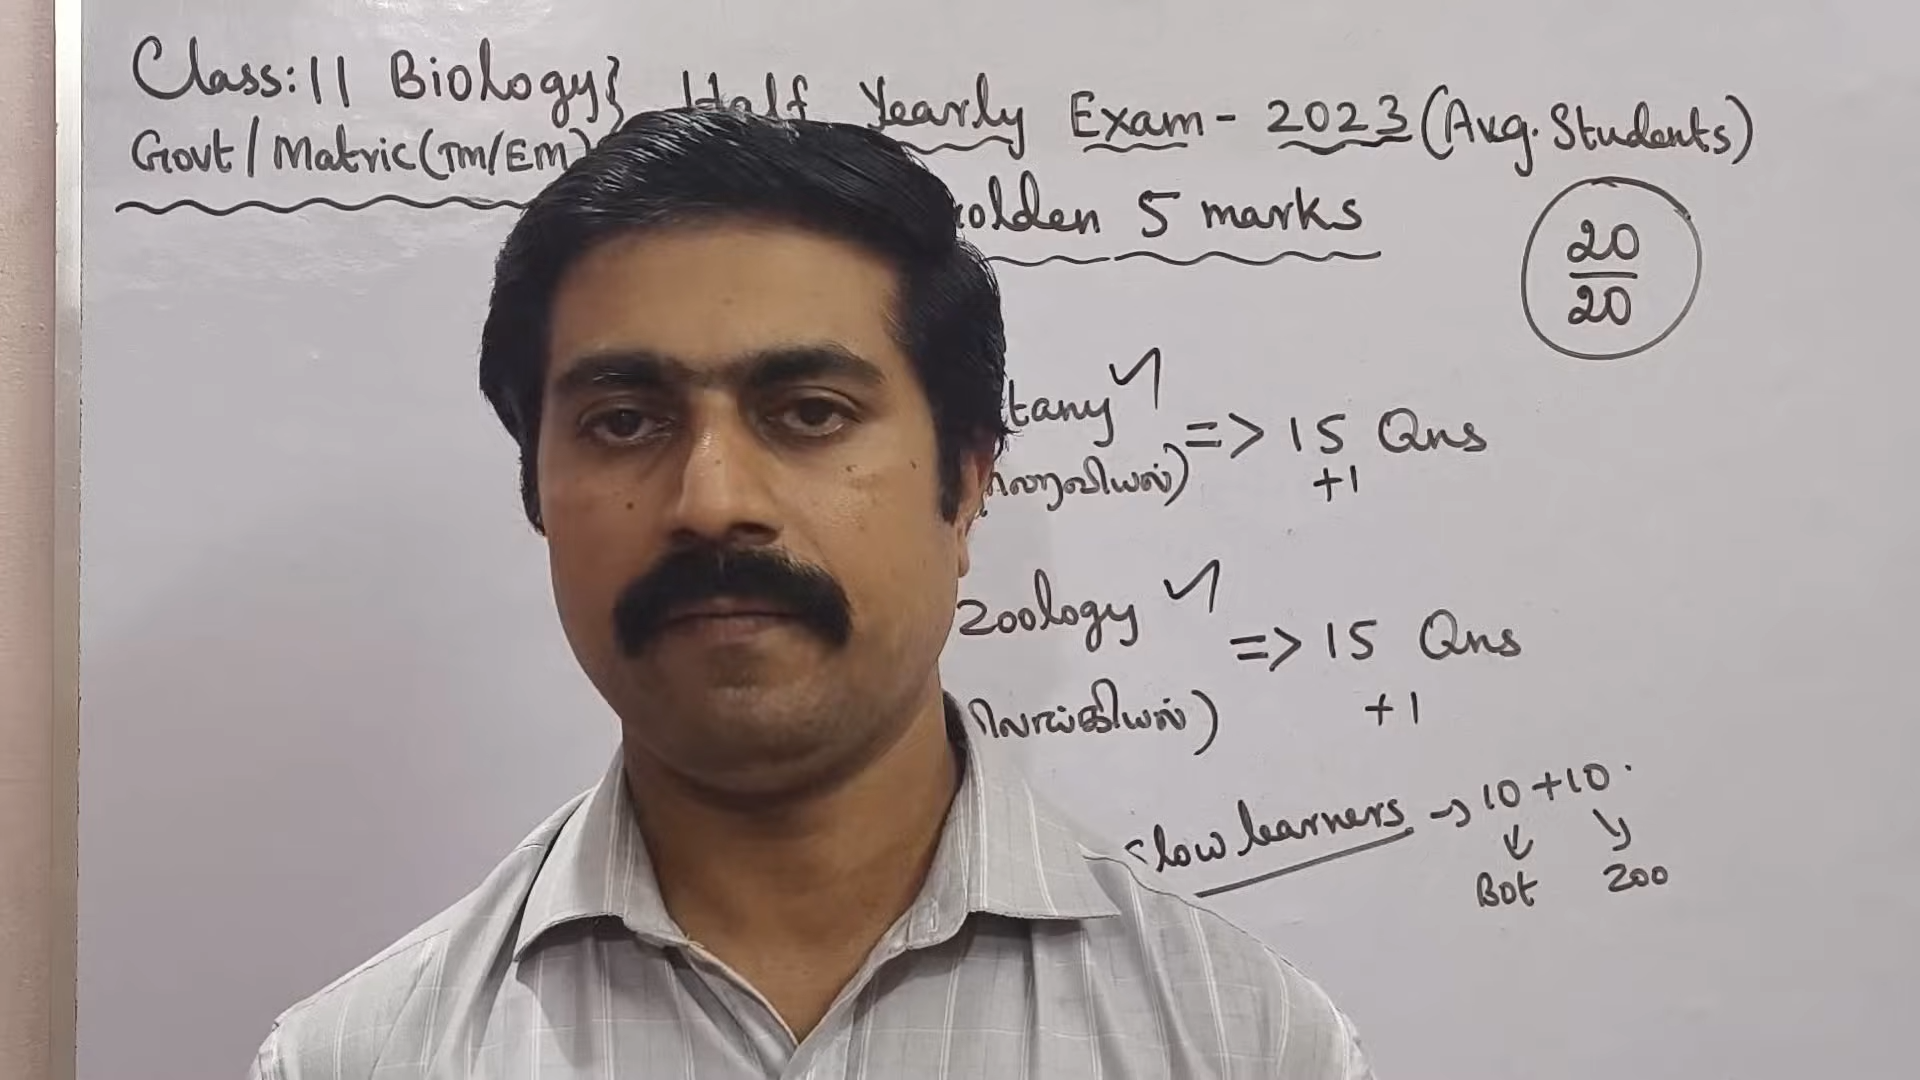 Class:11 Biology} Half Yearly Exam - 2023 (Avg. Students)
Govt / Matric (TM/EM)
5 marks
20
20
=> 15 Qns
+1
Zoology
=> 15 Qns
+1
Slow learners → 10 + 10.
Bot
Zoo